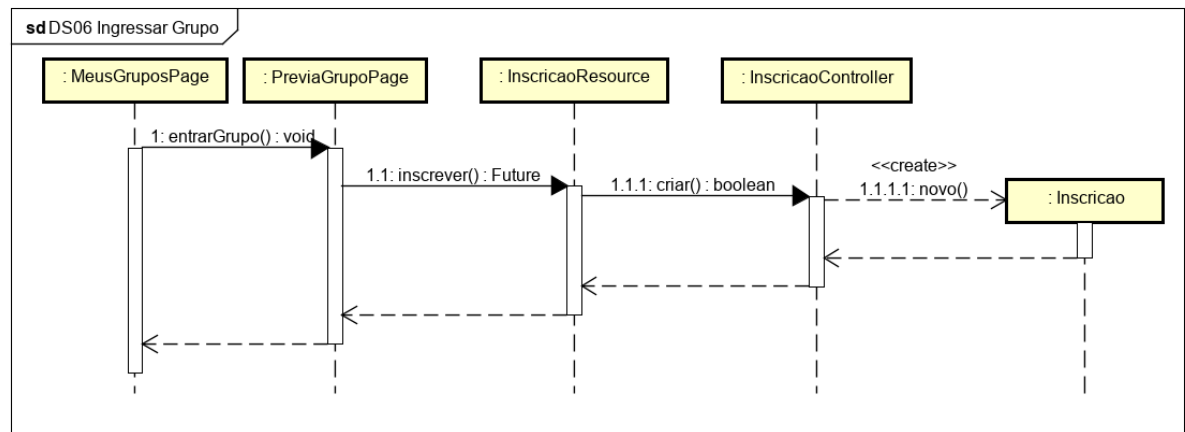 sd DS06 Ingressar Grupo
: MeusGruposPage
: PreviaGrupoPage
: InscricaoResource
: InscricaoController
1: entrarGrupo() : void
1.1: inscrever() : Future
1.1.1: criar() : boolean
<<create>>
1.1.1.1: novo()
: Inscricao